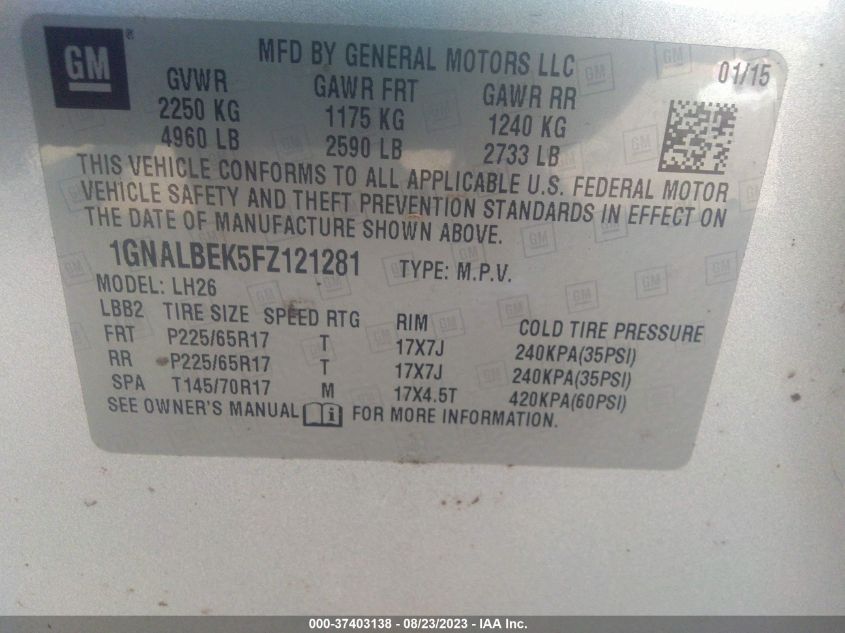 GM ®
MFD BY GENERAL MOTORS LLC
01/15
GVWR GAWR FRT GAWR RR
2250 KG 1175 KG 1240 KG
4960 LB 2590 LB 2733 LB
THIS VEHICLE CONFORMS TO ALL APPLICABLE U.S. FEDERAL MOTOR
VEHICLE SAFETY AND THEFT PREVENTION STANDARDS IN EFFECT ON
THE DATE OF MANUFACTURE SHOWN ABOVE.
1GNALBEK5FZ121281 TYPE: M.P.V.
MODEL: LH26
LBB2 TIRE SIZE SPEED RTG RIM COLD TIRE PRESSURE
FRT P225/65R17 T 17X7J 240KPA(35PSI)
RR P225/65R17 T 17X7J 240KPA(35PSI)
SPA T145/70R17 M 17X4.5T 420KPA(60PSI)
SEE OWNER'S MANUAL i FOR MORE INFORMATION.
000-37403138 - 08/23/2023 - IAA Inc.